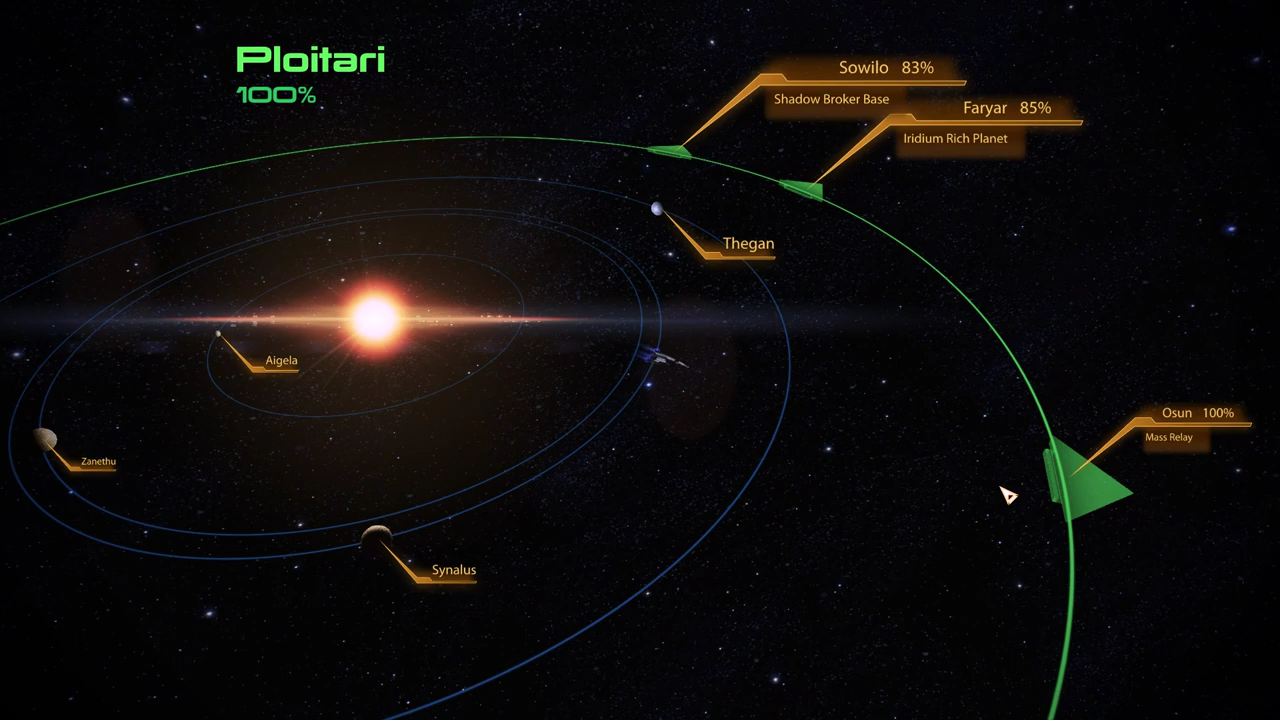 Ploitari
100%
Sowilo 83%
Shadow Broker Base
Faryar 85%
Iridium Rich Planet
Thegan
Aigela
Osun 100%
Mass Relay
Zanethu
Synalus